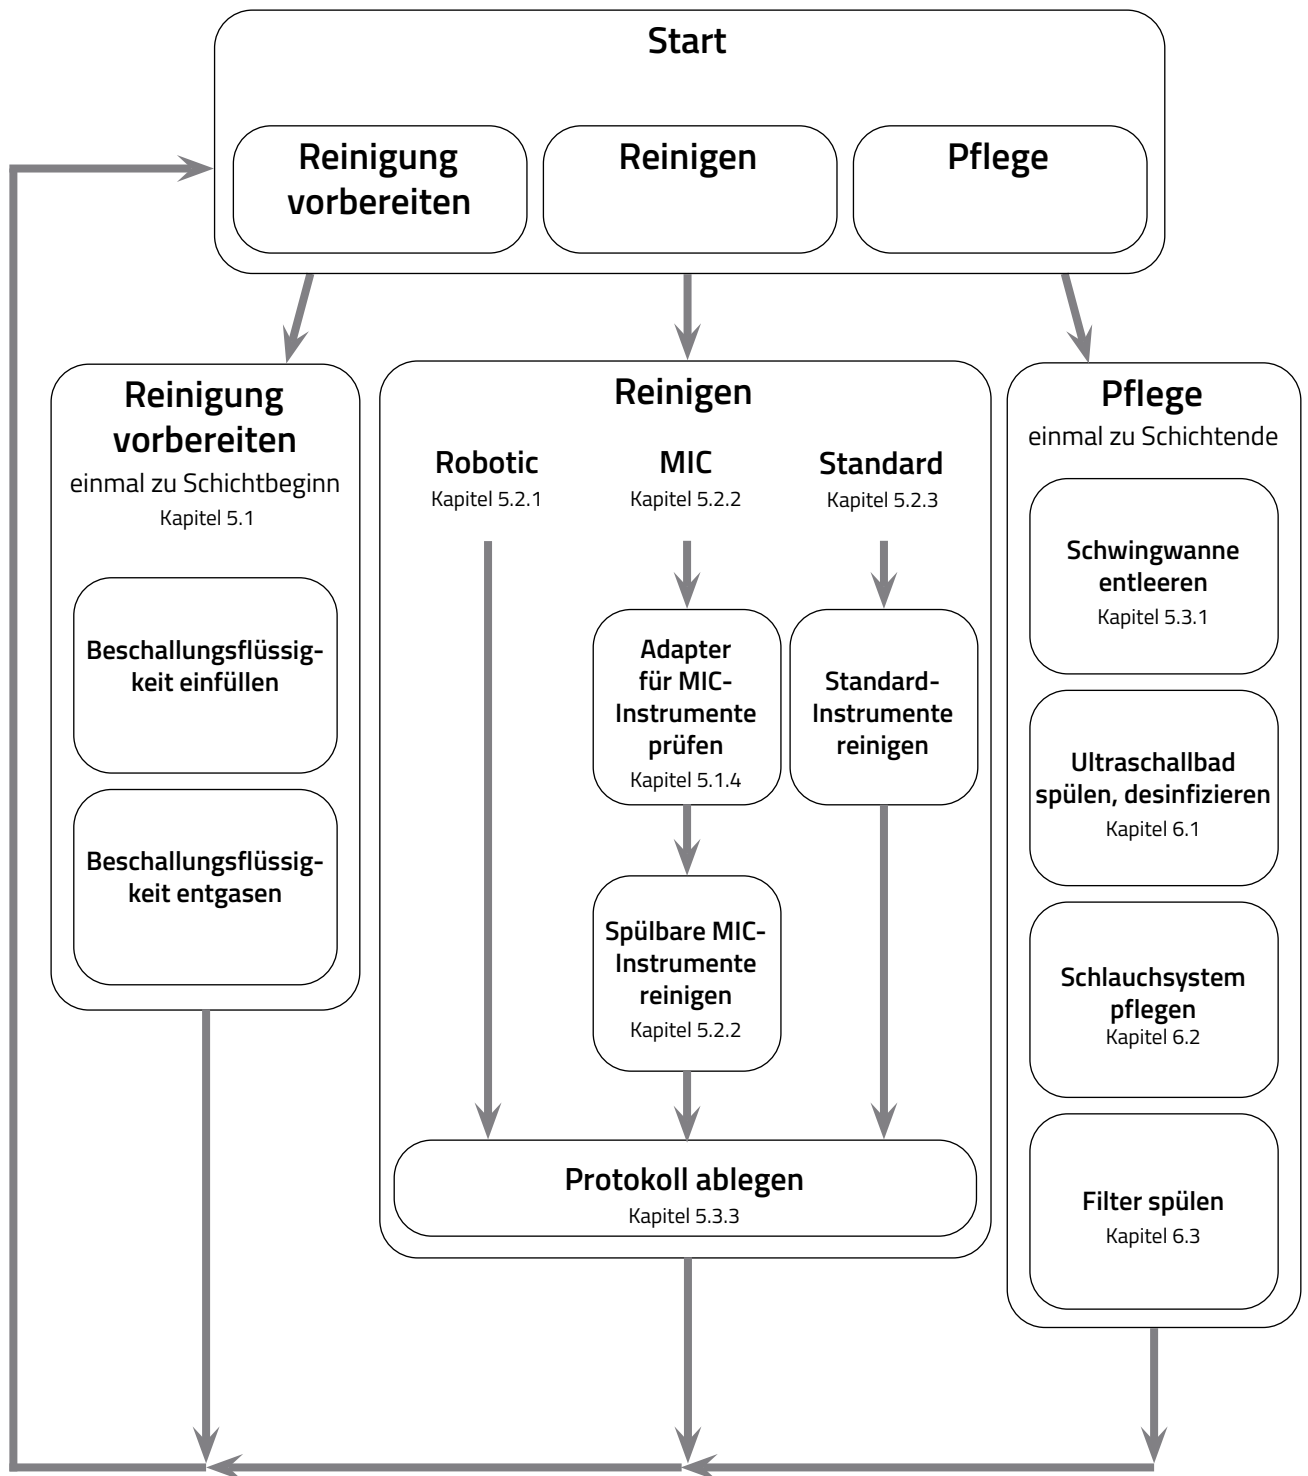 Start
Reinigung
vorbereiten
Reinigen
Pflege
Reinigung
vorbereiten
einmal zu Schichtbeginn
Kapitel 5.1
Beschallungsflüssig-
keit einfüllen
Beschallungsflüssig-
keit entgasen
Reinigen
Robotic
Kapitel 5.2.1
MIC
Kapitel 5.2.2
Standard
Kapitel 5.2.3
Adapter
für MIC-
Instrumente
prüfen
Kapitel 5.1.4
Standard-
Instrumente
reinigen
Spülbare MIC-
Instrumente
reinigen
Kapitel 5.2.2
Protokoll ablegen
Kapitel 5.3.3
Pflege
einmal zu Schichtende
Schwingwanne
entleeren
Kapitel 5.3.1
Ultraschallbad
spülen, desinfizieren
Kapitel 6.1
Schlauchsystem
pflegen
Kapitel 6.2
Filter spülen
Kapitel 6.3